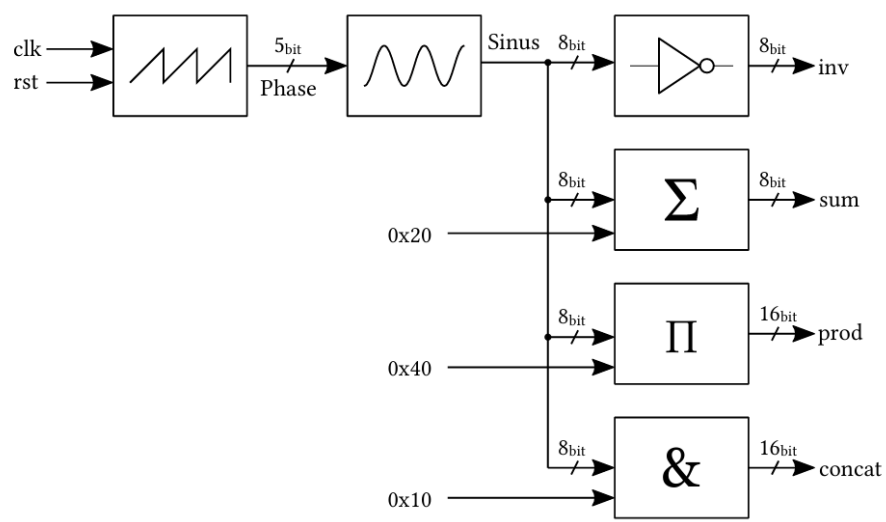 clk
rst
5bit
Phase
Sinus
8bit
8bit
inv
8bit
Σ
8bit
sum
0x20
8bit
Π
16bit
prod
0x40
8bit
&
16bit
concat
0x10